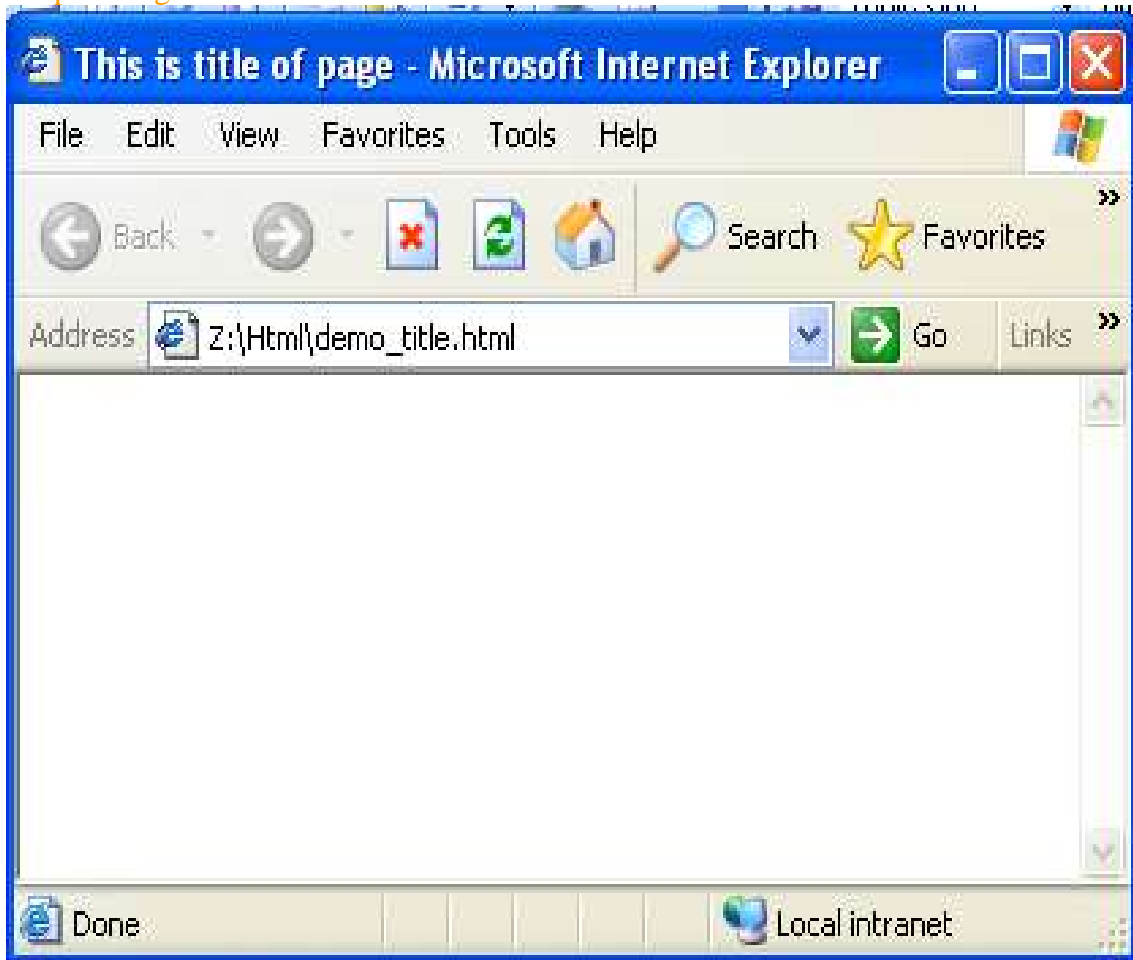 This is title of page - Microsoft Internet Explorer
File Edit View Favorites Tools Help
Back Search Favorites »
Address Z:\Html\demo_title.html Go Links »
Done Local intranet